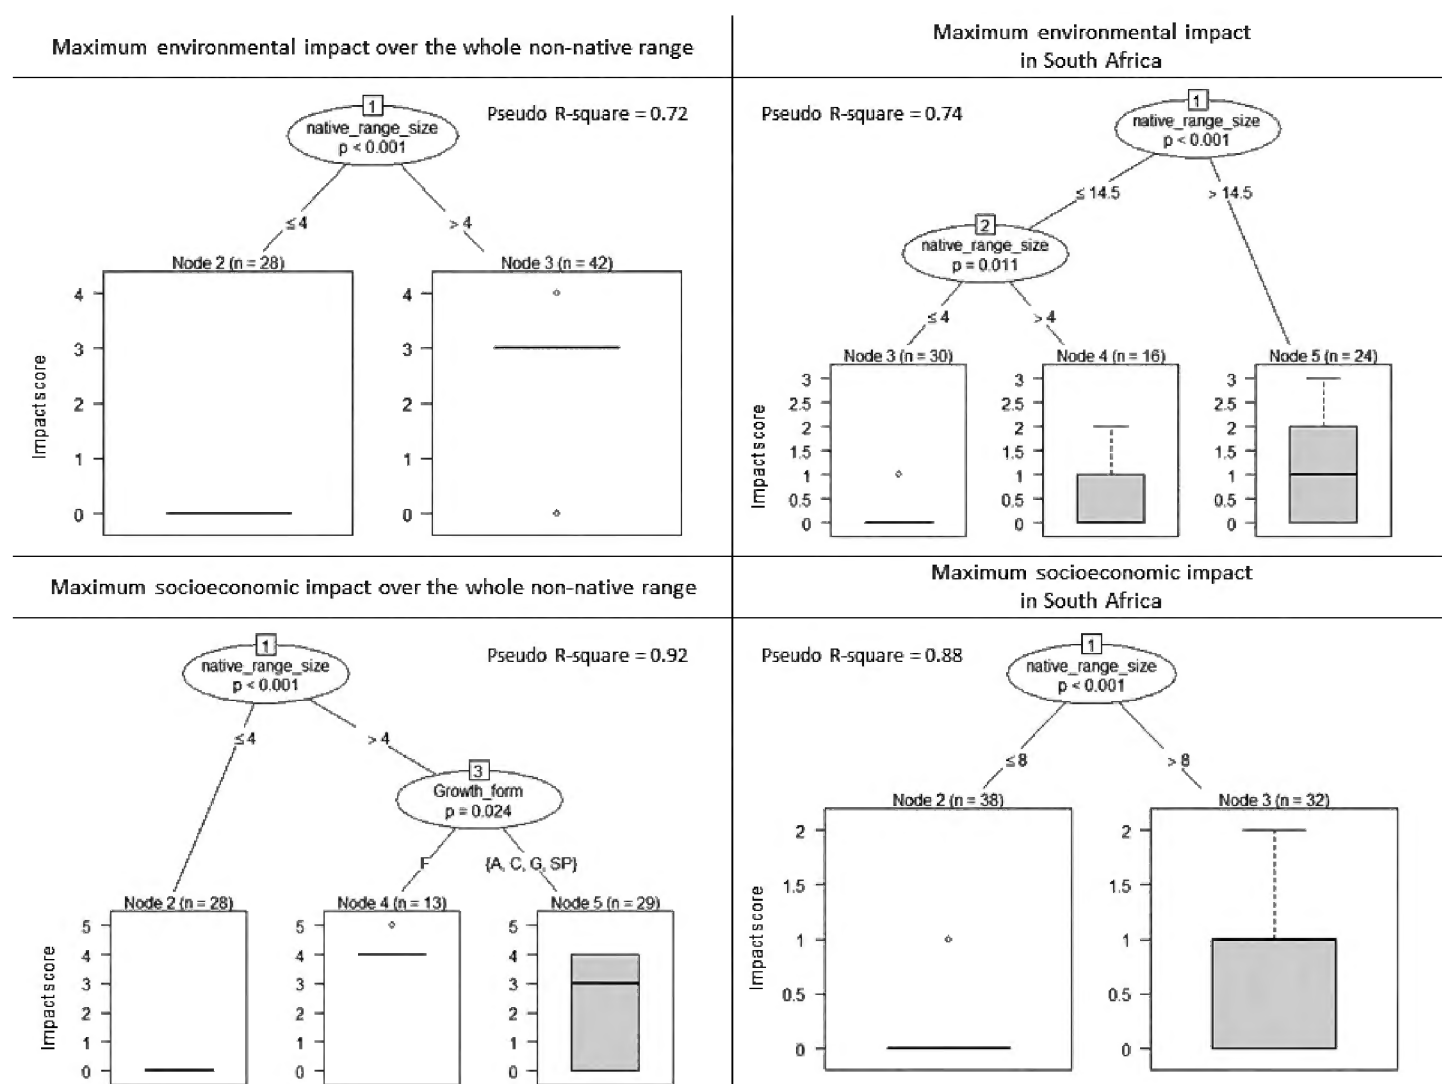 Maximum environmental impact over the whole non-native range
Pseudo R-square = 0.72
1
native_range_size
p < 0.001
≤ 4
> 4
Node 2 (n = 28)
Node 3 (n = 42)
Impact score
4
3
2
1
0
4
3
2
1
0
Maximum environmental impact
in South Africa
Pseudo R-square = 0.74
1
native_range_size
p < 0.001
≤ 14.5
> 14.5
2
native_range_size
p = 0.011
≤ 4
> 4
Node 3 (n = 30)
Node 4 (n = 16)
Node 5 (n = 24)
Impact score
3
2.5
2
1.5
1
0.5
0
3
2.5
2
1.5
1
0.5
0
3
2.5
2
1.5
1
0.5
0
Maximum socioeconomic impact over the whole non-native range
Pseudo R-square = 0.92
1
native_range_size
p < 0.001
≤ 4
> 4
3
Growth_form
p = 0.024
F
{A, C, G, SP}
Node 2 (n = 28)
Node 4 (n = 13)
Node 5 (n = 29)
Impact score
5
4
3
2
1
0
5
4
3
2
1
0
5
4
3
2
1
0
Maximum socioeconomic impact
in South Africa
Pseudo R-square = 0.88
1
native_range_size
p < 0.001
≤ 8
> 8
Node 2 (n = 38)
Node 3 (n = 32)
Impact score
2
1.5
1
0.5
0
2
1.5
1
0.5
0